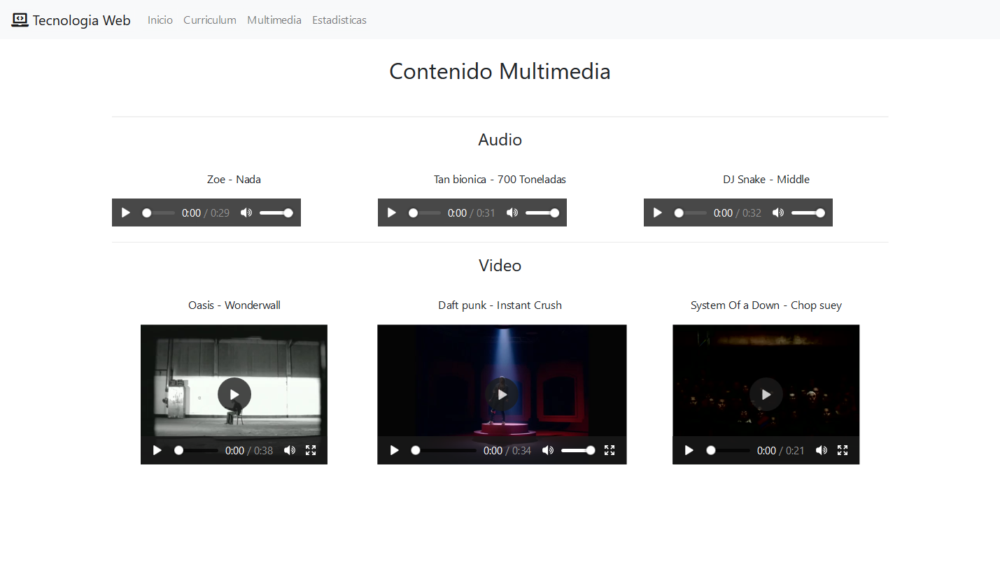 Tecnologia Web Inicio Curriculum Multimedia Estadisticas
Contenido Multimedia
Audio
Zoe - Nada
Tan bionica - 700 Toneladas
DJ Snake - Middle
0:00 / 0:29
0:00 / 0:31
0:00 / 0:32
Video
Oasis - Wonderwall
Daft punk - Instant Crush
System Of a Down - Chop suey
0:00 / 0:38
0:00 / 0:34
0:00 / 0:21